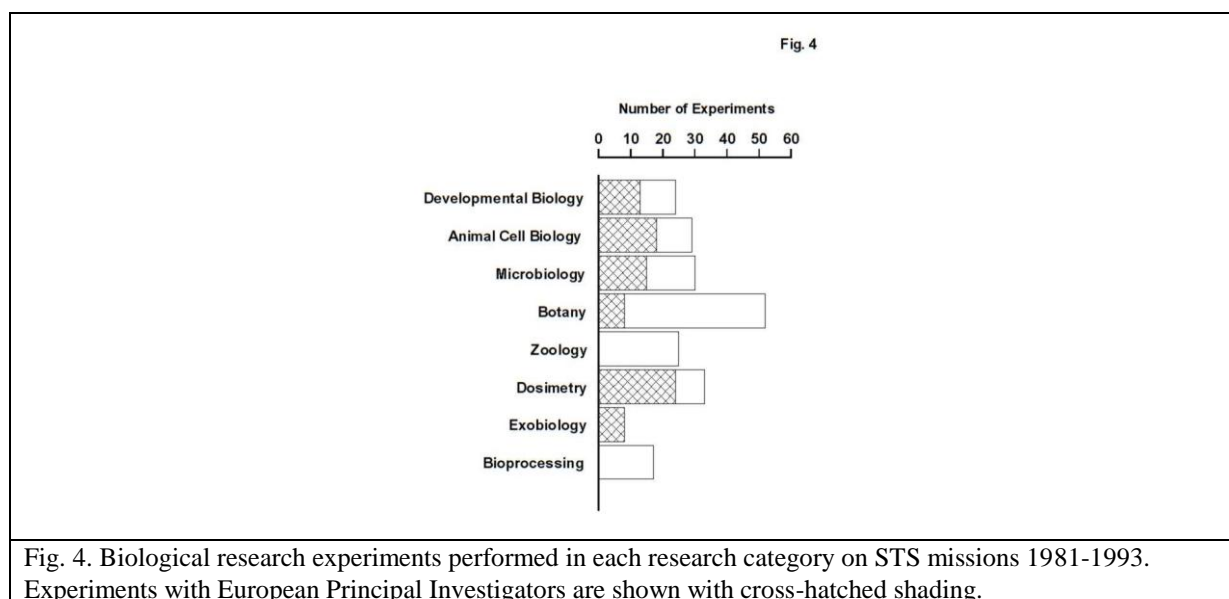 Fig. 4
Number of Experiments
0 10 20 30 40 50 60
Developmental Biology
Animal Cell Biology
Microbiology
Botany
Zoology
Dosimetry
Exobiology
Bioprocessing
Fig. 4. Biological research experiments performed in each research category on STS missions 1981-1993.
Experiments with European Principal Investigators are shown with cross-hatched shading.